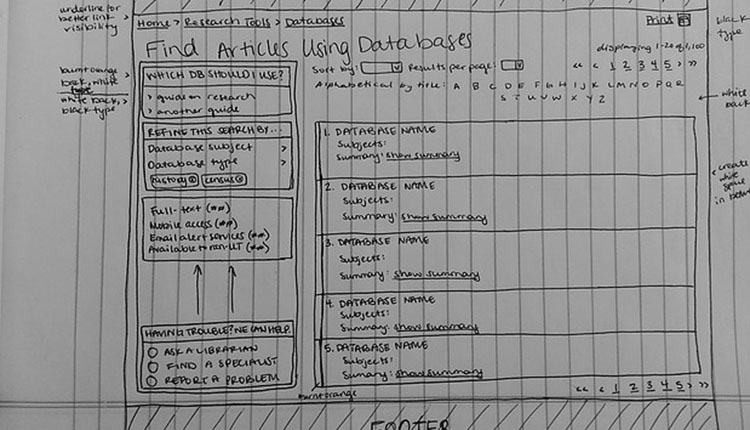 underline for
better link
visibility
Home > Research Tools > Databases
Print
black
type
Find Articles Using Databases
displaying 1-20 of 1,100
Sort by: Results per page:
<< < 1 2 3 4 5 > >>
Alphabetical by title: A B C D E F G H I J K L M N O P Q R
S T U V W X Y Z
burnt orange
back, white
white back,
black type
white
back
create
white
space
in betw
WHICH DB SHOULD I USE?
> guide on research
> another guide
REFINE THIS SEARCH BY...
Database subject >
Database type >
history x census x
Full-text (##)
Mobile access (##)
Email alert services (##)
Available to non-UT (##)
HAVING TROUBLE? WE CAN HELP.
ASK A LIBRARIAN
FIND A SPECIALIST
REPORT A PROBLEM
burnt orange
1. DATABASE NAME
Subjects:
Summary: show summary
2. DATABASE NAME
Subjects:
Summary: show summary
3. DATABASE NAME
Subjects:
Summary: show summary
4. DATABASE NAME
Subjects:
Summary: show summary
5. DATABASE NAME
Subjects:
Summary: show summary
<< < 1 2 3 4 5 > >>
FOOTER